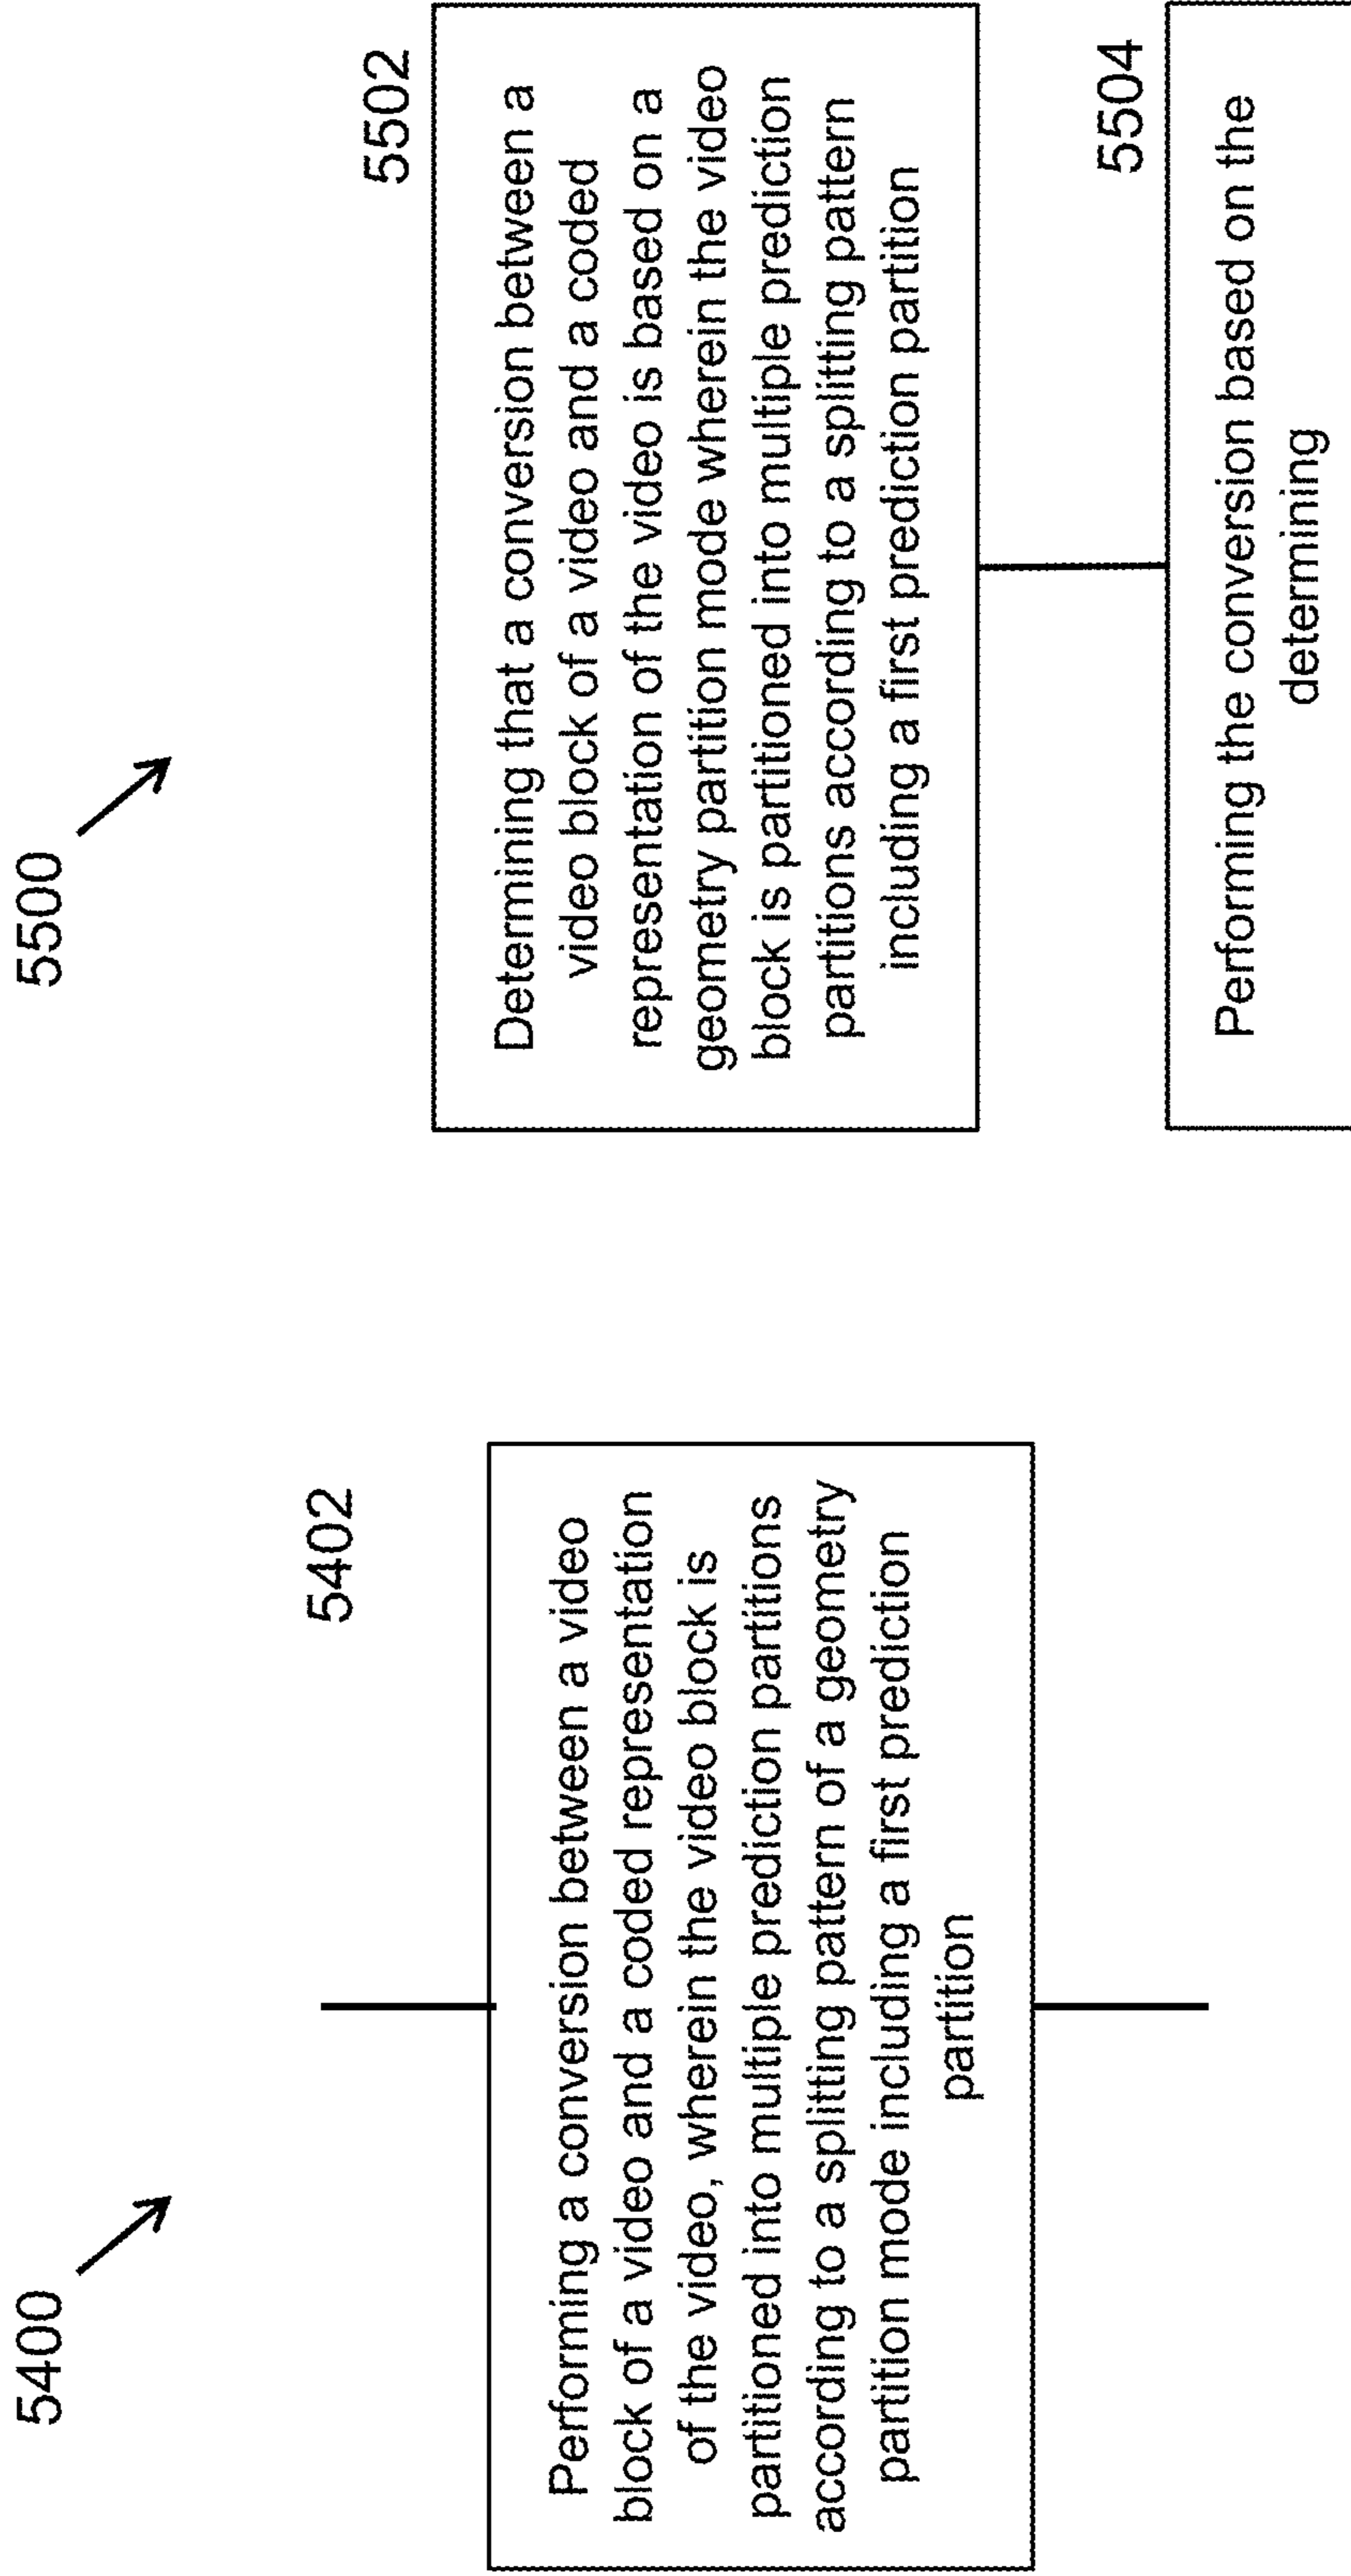 5400
5402
Performing a conversion between a video
block of a video and a coded representation
of the video, wherein the video block is
partitioned into multiple prediction partitions
according to a splitting pattern of a geometry
partition mode including a first prediction
partition
5500
5502
Determining that a conversion between a
video block of a video and a coded
representation of the video is based on a
geometry partition mode wherein the video
block is partitioned into multiple prediction
partitions according to a splitting pattern
including a first prediction partition
5504
Performing the conversion based on the
determining